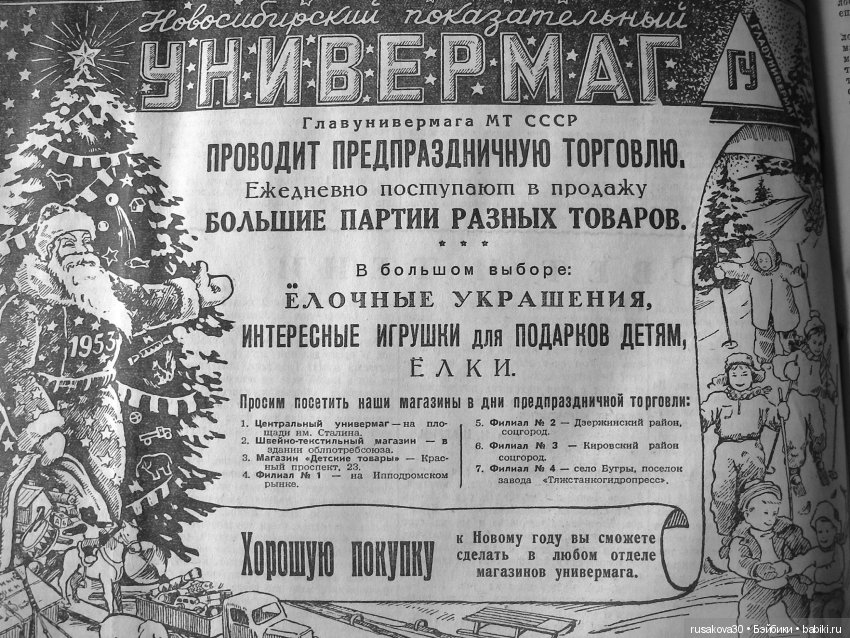 Новосибирский показательный
УНИВЕРМАГ
ГЛАВУНИВЕРМАГ
ГУ
Главунивермага МТ СССР
ПРОВОДИТ ПРЕДПРАЗДНИЧНУЮ ТОРГОВЛЮ.
Ежедневно поступают в продажу
БОЛЬШИЕ ПАРТИИ РАЗНЫХ ТОВАРОВ.
* * *
В большом выборе:
ЁЛОЧНЫЕ УКРАШЕНИЯ,
ИНТЕРЕСНЫЕ ИГРУШКИ для ПОДАРКОВ ДЕТЯМ,
ЁЛКИ.
1953
Просим посетить наши магазины в дни предпраздничной торговли:
1. Центральный универмаг — на пло-
щади им. Сталина.
2. Швейно-текстильный магазин — в
здании облпотребсоюза.
3. Магазин «Детские товары» — Крас-
ный проспект, 23.
4. Филиал № 1 — на Ипподромском
рынке.
5. Филиал № 2 — Дзержинский район,
соцгород.
6. Филиал № 3 — Кировский район
соцгород.
7. Филиал № 4 — село Бугры, поселок
завода «Тяжстанкогидропресс».
Хорошую покупку
к Новому году вы сможете
сделать в любом отделе
магазинов универмага.
rusakova30 • Бэйбики • babiki.ru